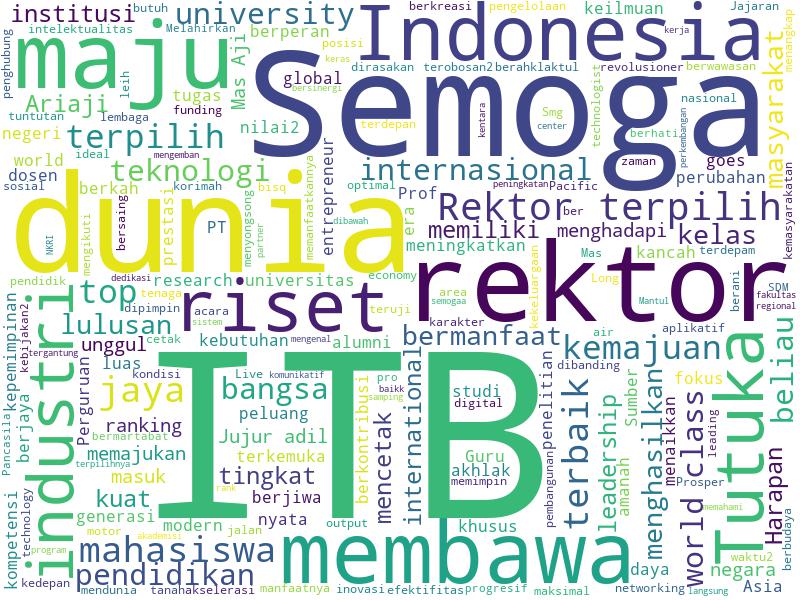 institusi
butuh
university
Indonesia
berkreasi
pengelolaan
Jajaran
keilmuan
intelektualitas
Melahirkan
berperan
posisi
kerja
penghubung
maju
Mas Aji
keras
bersinergi
Semoga
masyarakat
menangkap
global
dirasakan
terobosan2
berahklaktul
revolusioner
berwawasan
leih
Ariaji
tugas
funding
nasional
tuntutan
lembaga
nilai2
terdepan
kentara
Smg
center
technologist
berhati
perkembangan
negeri
terpilih
ideal
mengemban
world
dosen
teknologi
internasional
zaman
goes
perubahan
sosial
berkah
korimah
bisq
entrepreneur
memanfaatkannya
optimal
Prof
peningkatan
Pacific
kemasyarakatan
dunia
prestasi
PT
menyongsong
partner
dibawah
era
Rektor terpilih
ber
NKRI
mengikuti
bersaing
memiliki
menghadapi
kelas
meningkatkan
kekeluargaan
Mas
kancah
terdepam
pendidik
dedikasi
research
universitas
economy
rektor
Long
berani
SDM
fakultas
regional
industri
top
tenaga
dipimpin
riset
teruji
area
semogaa
Mantul
kepemimpinan
kebijakan2
lulusan
acara
sistem
karakter
air
aplikatif
tergantung
unggul
cetak
kebutuhan
mengenal
alumni
bermanfaat
kemajuan
Tutuka
beliau
luas
kondisi
Live
komunikatif
pro
baikk
samping
dibanding
Pancasila
berjaya
Perguruan
jaya
bangsa
ITB
studi
digital
Sumber
fokus
ranking
peluang
berkontribusi
mencetak
international
pembangunan
penelitian
terbaik
leadership
amanah
menghasilkan
menaikkan
world class
leading
bermartabat
Jujur adil
memajukan
terkemuka
Guru
akhlak
memimpin
terpilihnya
masuk
tingkat
Harapan
kompetensi
technology
kuat
rank
berjiwa
Prosper
memahami
generasi
modern
nyata
output
khusus
motor
akademisi
jalan
waktu2
berbudaya
program
mahasiswa
membawa
daya
negara
kedepan
pendidikan
mendunia
tanahakselerasi
manfaatnya
inovasi
efektifitas
progresif
maksimal
networking
langsung
Asia